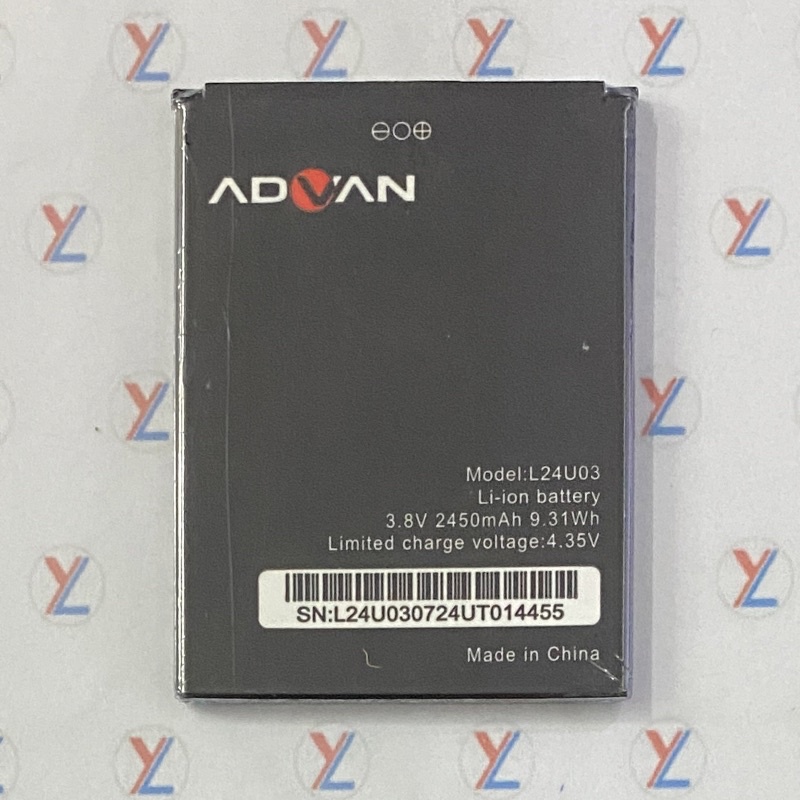 ADVAN
Model:L24U03
Li-ion battery
3.8V 2450mAh 9.31Wh
Limited charge voltage:4.35V
SN:L24U030724UT014455
Made in China